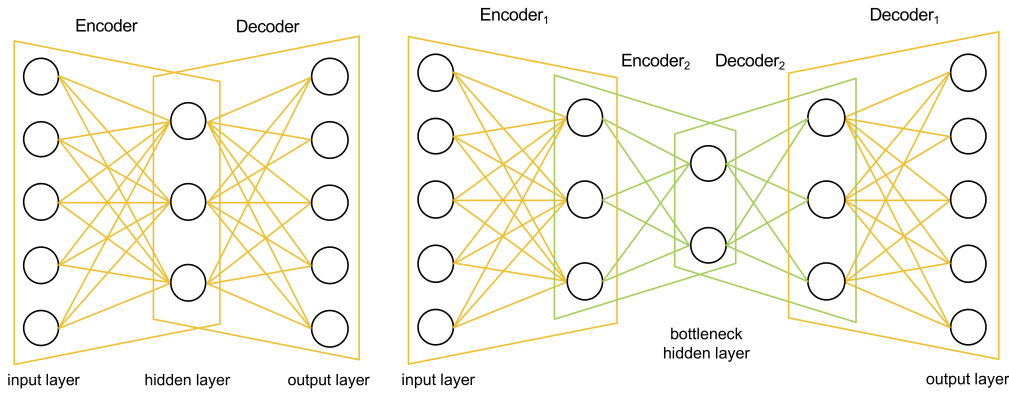 Encoder
Decoder
input layer
hidden layer
output layer
Encoder₁
Encoder₂
Decoder₂
Decoder₁
input layer
bottleneck
hidden layer
output layer